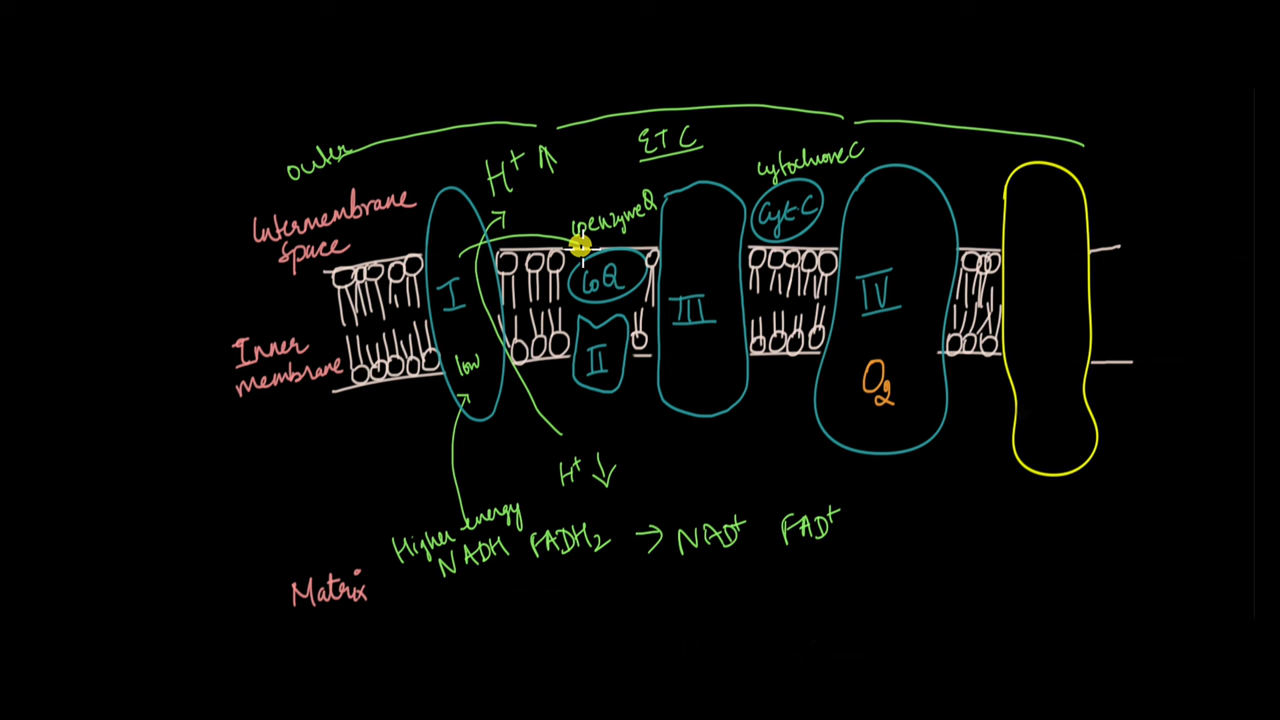 ETC
outer
H+ ↑
cytochrome C
Intermembrane
Space
coenzyme Q
Cyt-C
CoQ
I
III
IV
Inner
membrane
low
II
O2
H+ ↓
Higher energy
NADH FADH2 → NAD+ FAD+
Matrix